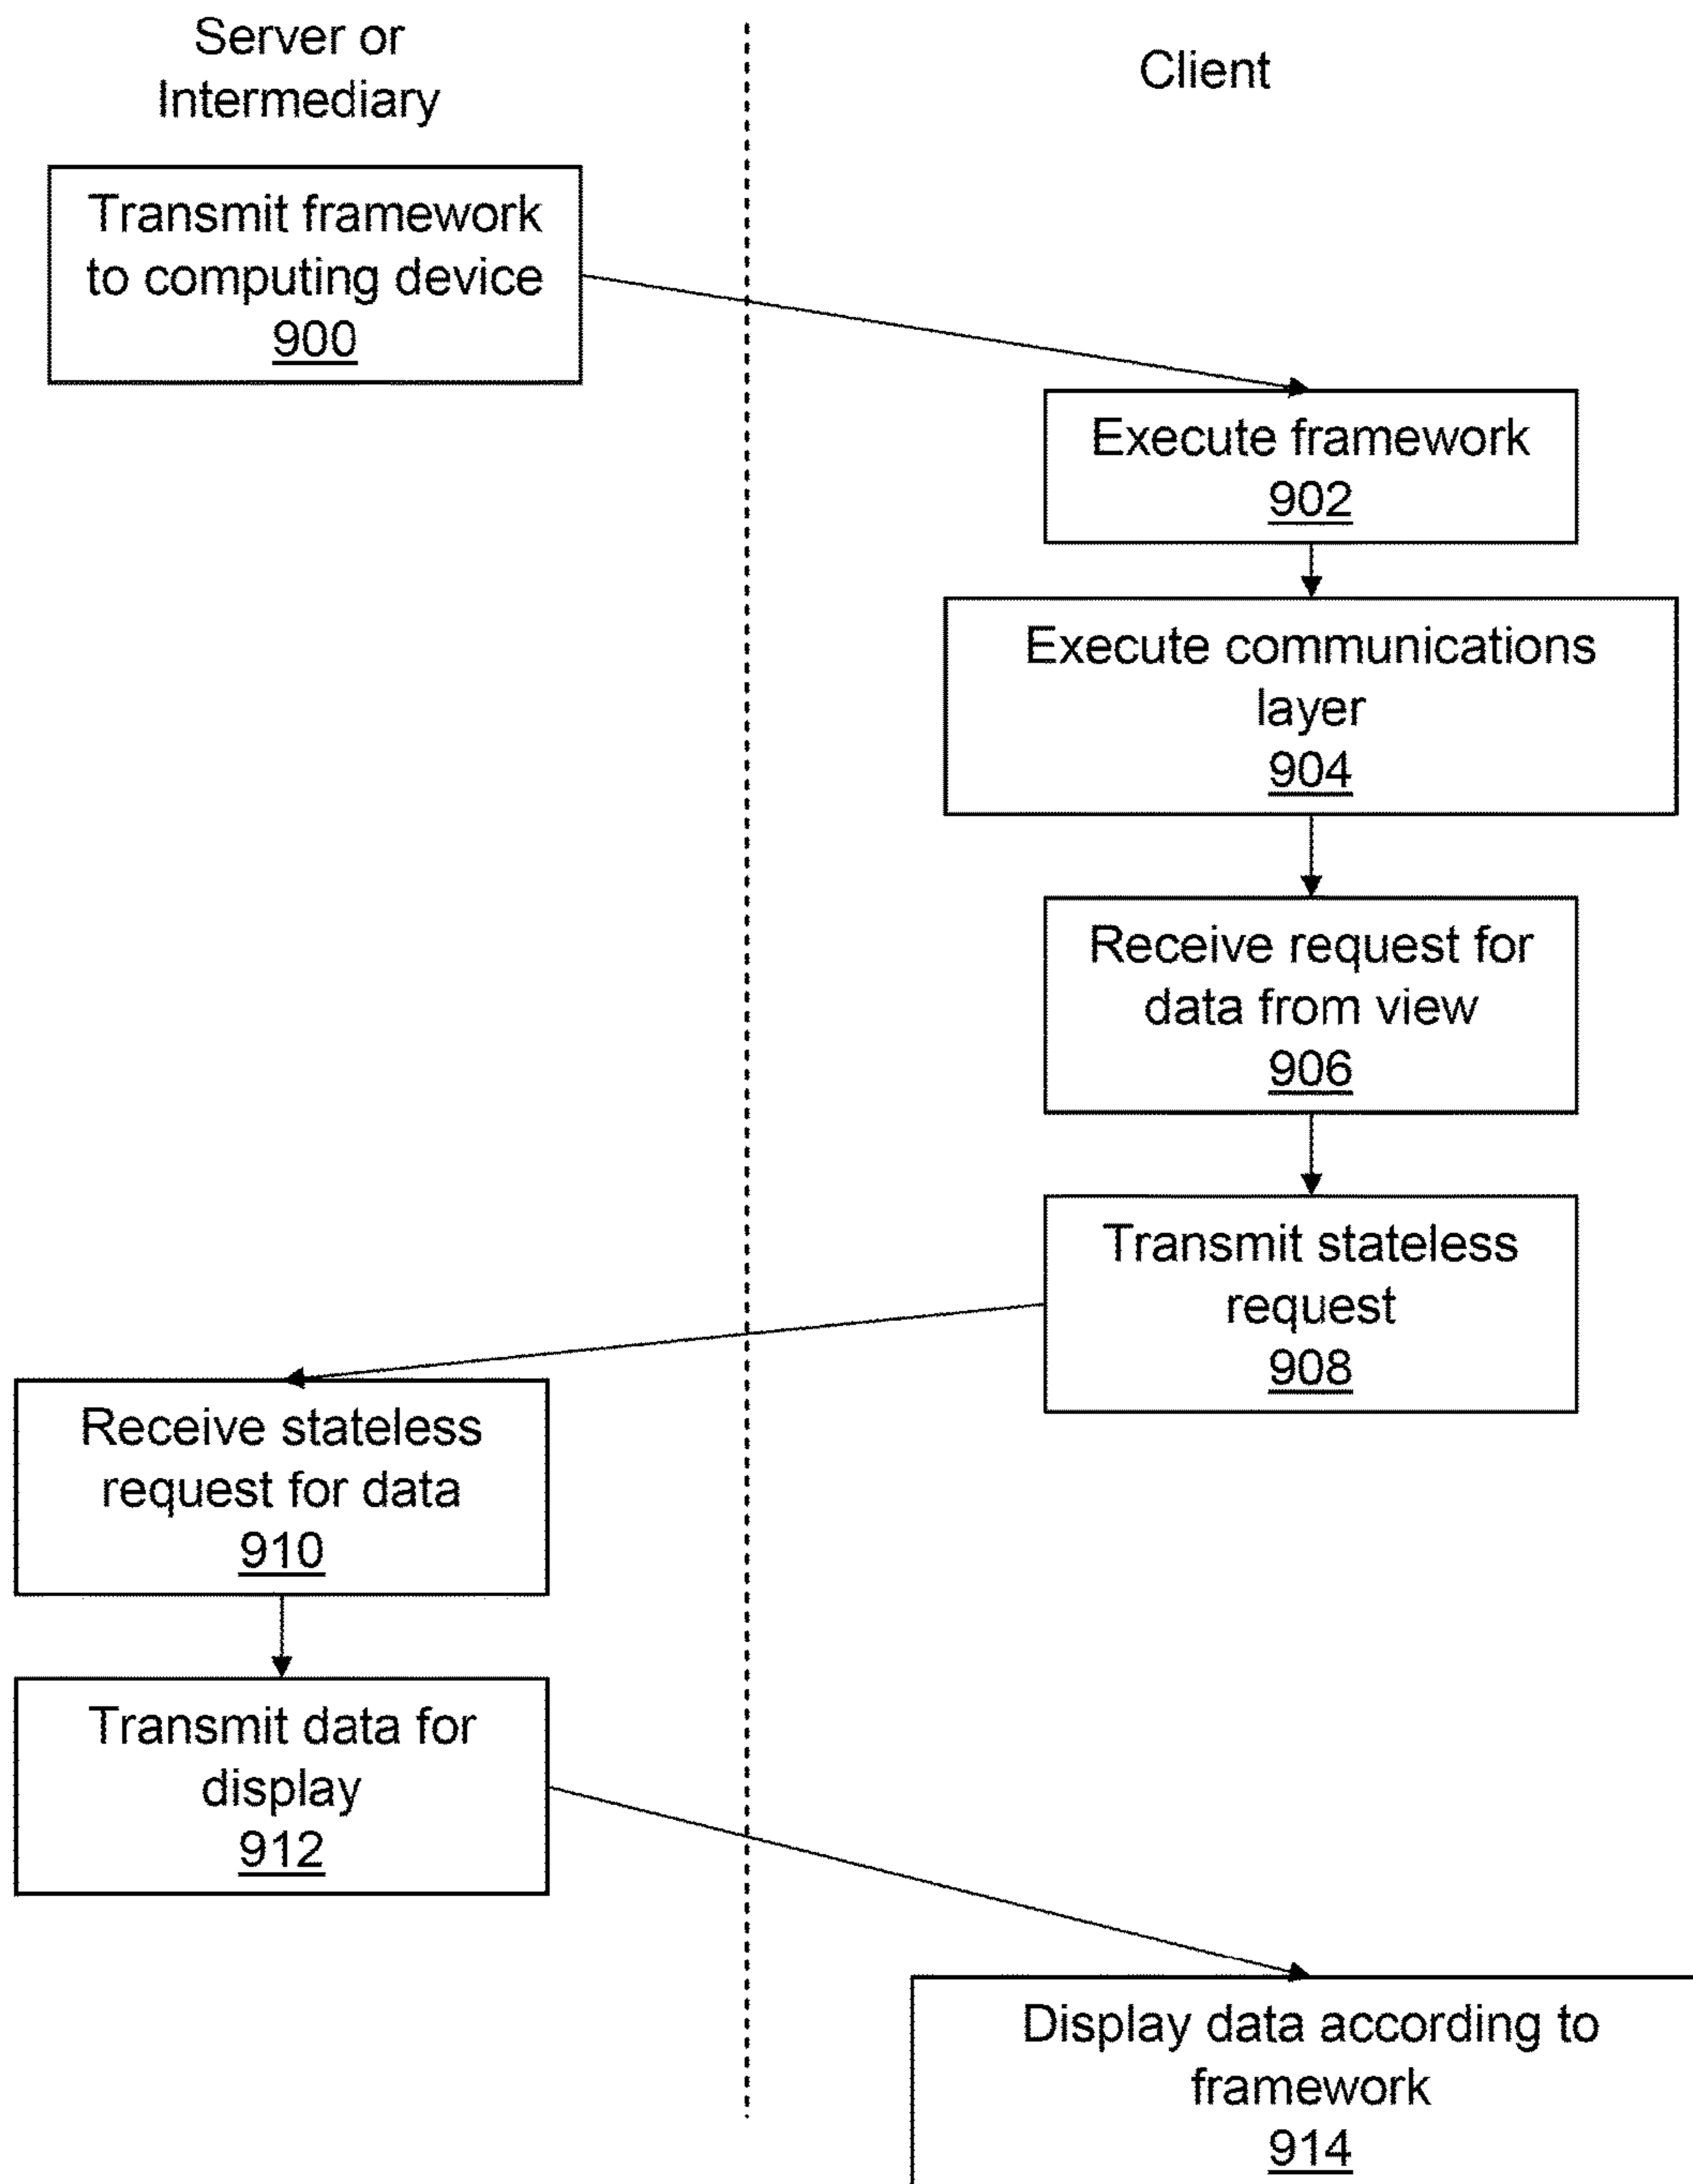 Server or
Intermediary
Client
Transmit framework
to computing device
900
Execute framework
902
Execute communications
layer
904
Receive request for
data from view
906
Transmit stateless
request
908
Receive stateless
request for data
910
Transmit data for
display
912
Display data according to
framework
914